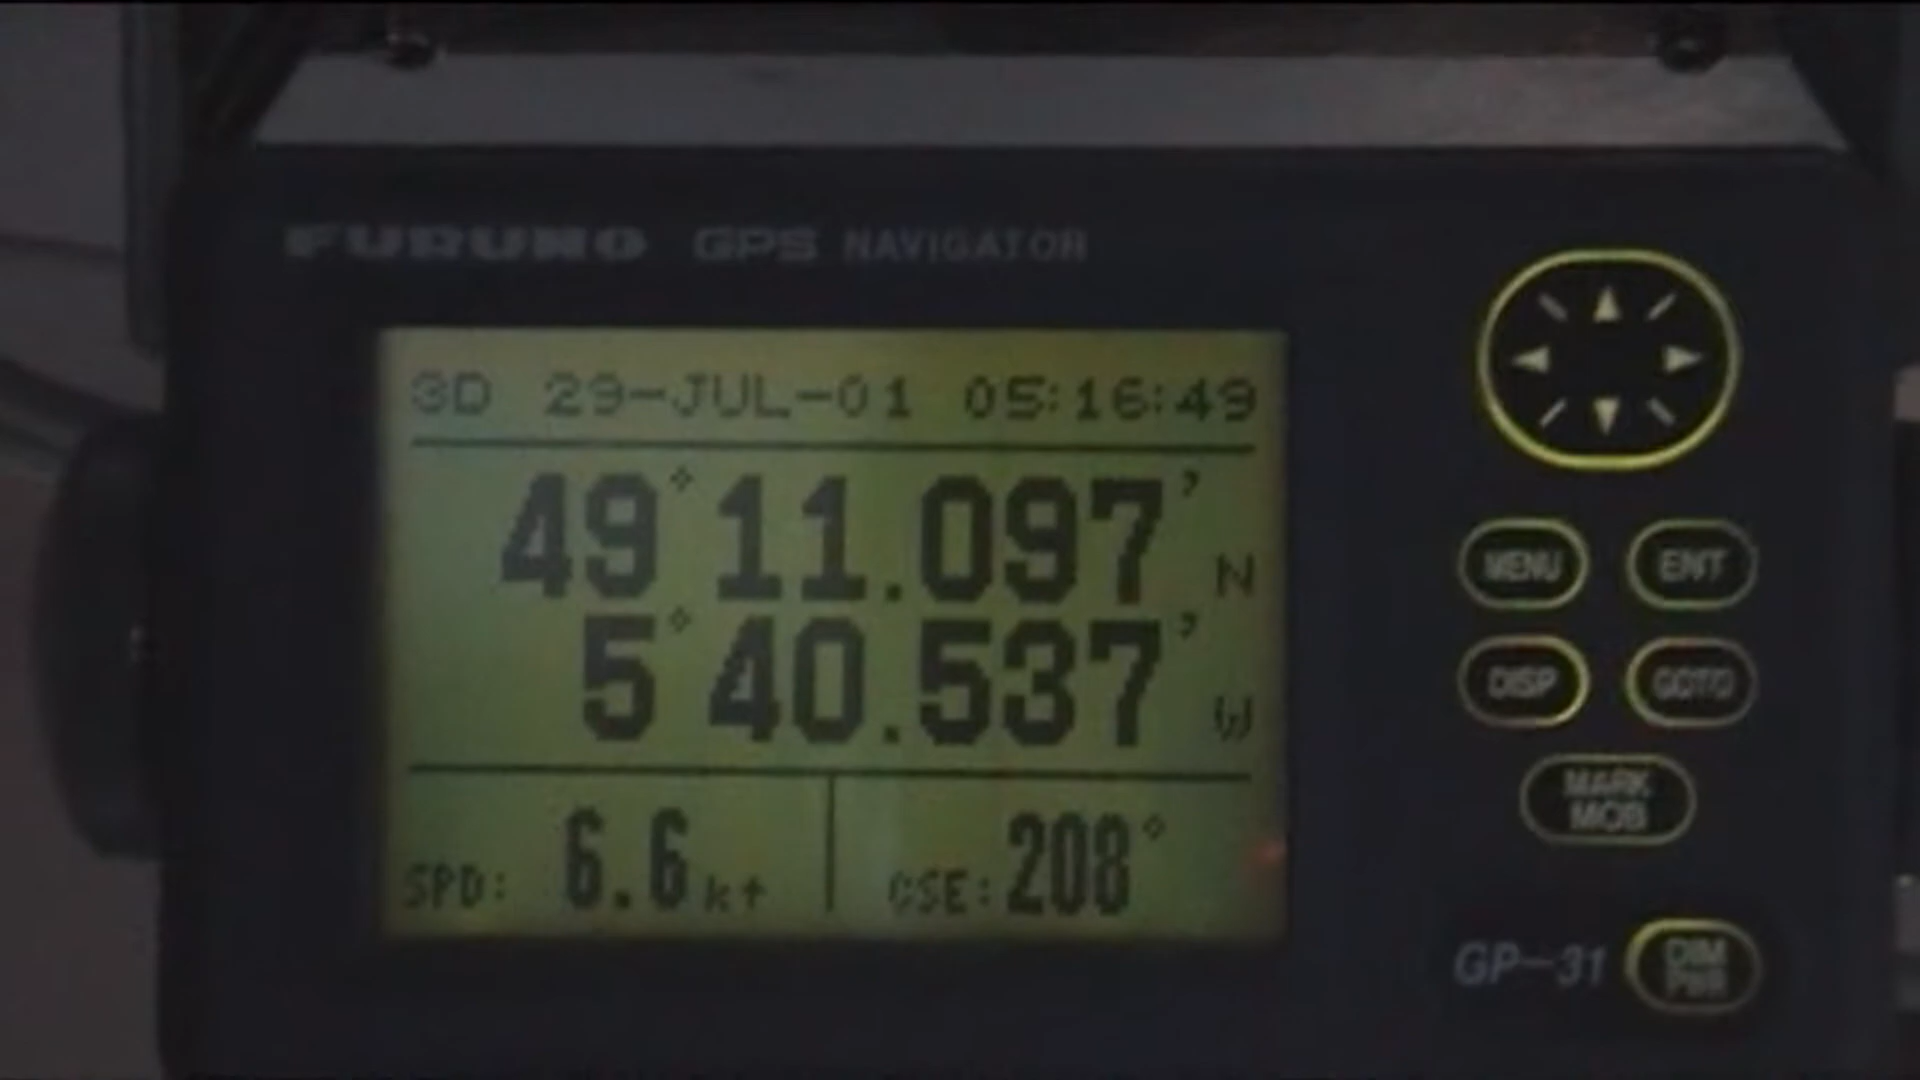 FURUNO GPS NAVIGATOR
3D 29-JUL-01 05:16:49
49°11.097' N
5°40.537' W
SPD: 6.6kt CSE:208°
MENU ENT
DISP GOTO
MARK
MOB
GP-31
DIM
PWR